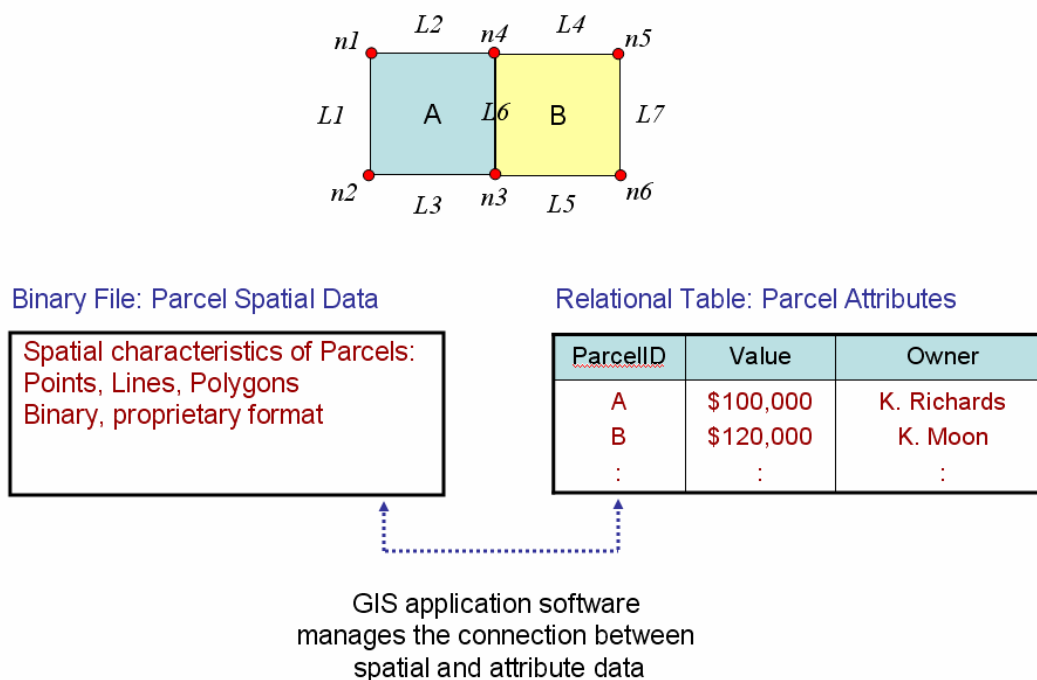 L2 n4 L4
n1 n5
L1 A L6 B L7
n2 n3 n6
L3 L5
Binary File: Parcel Spatial Data
Spatial characteristics of Parcels:
Points, Lines, Polygons
Binary, proprietary format
Relational Table: Parcel Attributes
ParcelID Value Owner
A $100,000 K. Richards
B $120,000 K. Moon
: : :
GIS application software
manages the connection between
spatial and attribute data